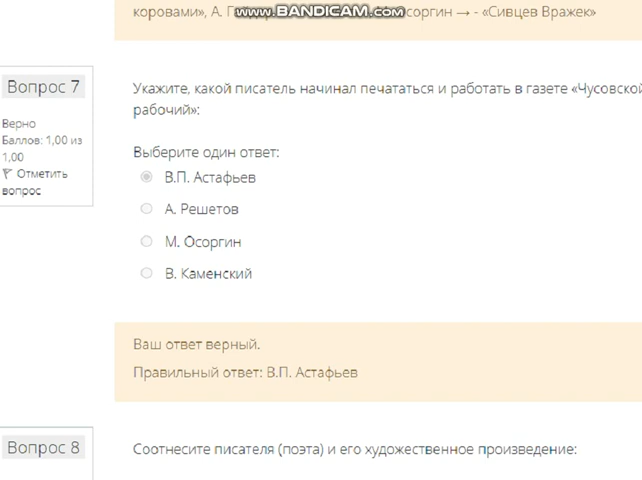 коровами», А. www.BANDICAM.com соргин → - «Сивцев Вражек»
Вопрос 7
Верно
Баллов: 1,00 из
1,00
Отметить
вопрос
Укажите, какой писатель начинал печататься и работать в газете «Чусовской
рабочий»:
Выберите один ответ:
В.П. Астафьев
А. Решетов
М. Осоргин
В. Каменский
Ваш ответ верный.
Правильный ответ: В.П. Астафьев
Вопрос 8
Соотнесите писателя (поэта) и его художественное произведение: